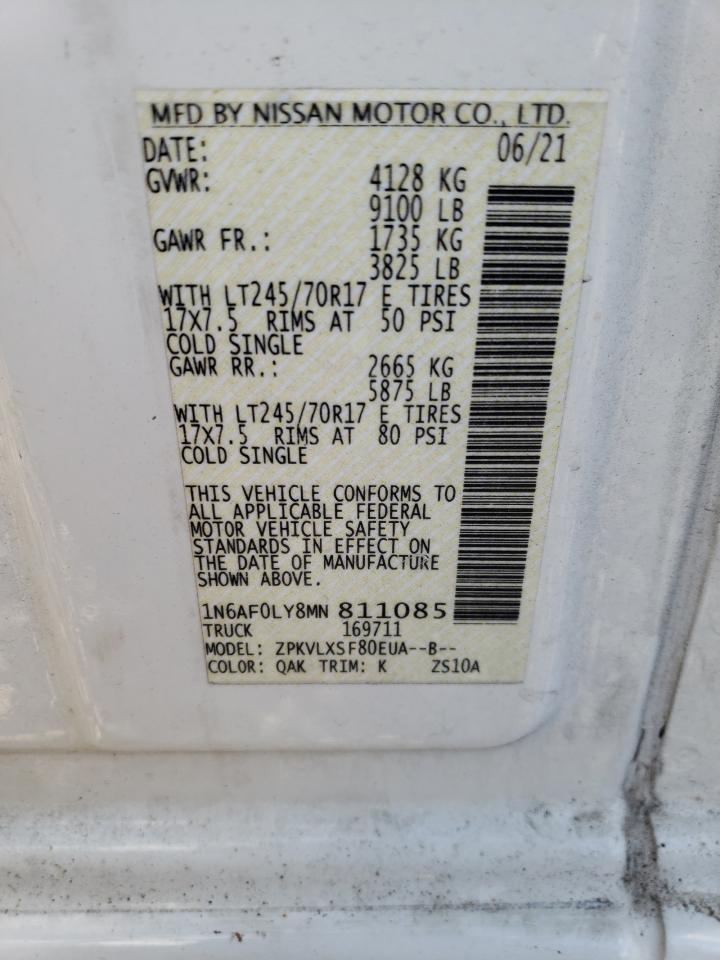 MFD BY NISSAN MOTOR CO., LTD.
DATE: 06/21
GVWR: 4128 KG
9100 LB
GAWR FR.: 1735 KG
3825 LB
WITH LT245/70R17 E TIRES
17X7.5 RIMS AT 50 PSI
COLD SINGLE
GAWR RR.: 2665 KG
5875 LB
WITH LT245/70R17 E TIRES
17X7.5 RIMS AT 80 PSI
COLD SINGLE
THIS VEHICLE CONFORMS TO
ALL APPLICABLE FEDERAL
MOTOR VEHICLE SAFETY
STANDARDS IN EFFECT ON
THE DATE OF MANUFACTURE
SHOWN ABOVE.
1N6AF0LY8MN 811085
TRUCK 169711
MODEL: ZPKVLXSF80EUA--B--
COLOR: QAK TRIM: K ZS10A